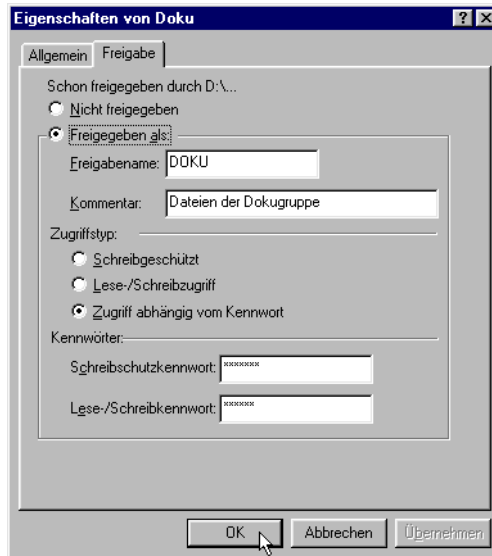 Eigenschaften von Doku
Allgemein Freigabe
Schon freigegeben durch D:\...
Nicht freigegeben
Freigegeben als:
Freigabename: DOKU
Kommentar: Dateien der Dokugruppe
Zugriffstyp:
Schreibgeschützt
Lese-/Schreibzugriff
Zugriff abhängig vom Kennwort
Kennwörter:
Schreibschutzkennwort: *******
Lese-/Schreibkennwort: ******
OK Abbrechen Übernehmen